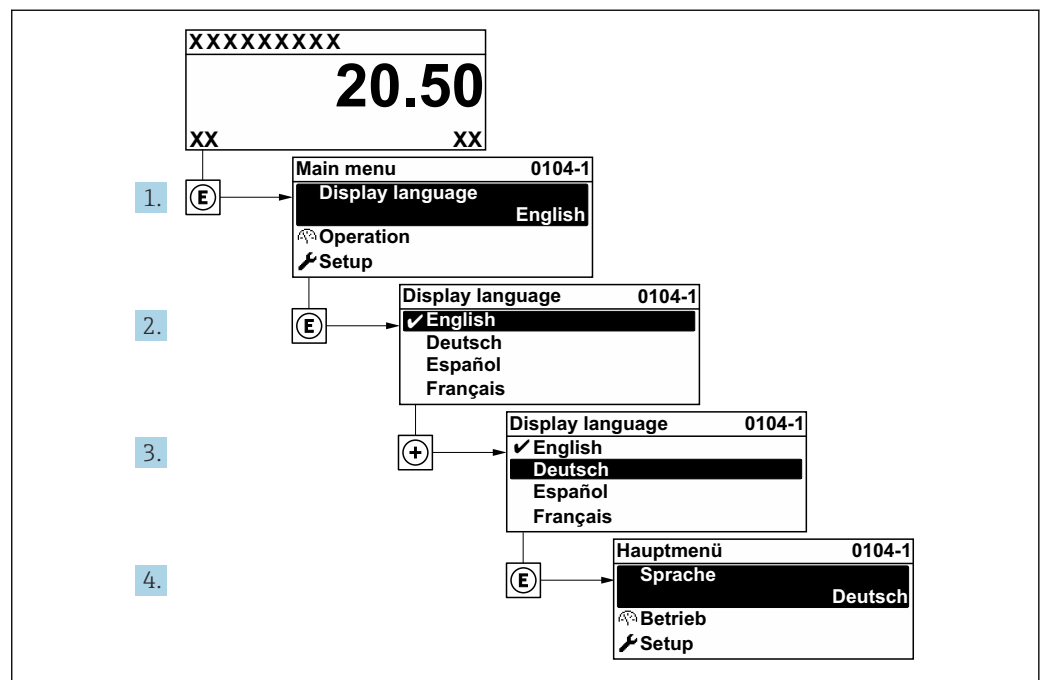 XXXXXXXXX
20.50
XX XX
1. E
Main menu 0104-1
Display language
English
Operation
Setup
2. E
Display language 0104-1
✔English
Deutsch
Español
Français
3. +
Display language 0104-1
✔English
Deutsch
Español
Français
4. E
Hauptmenü 0104-1
Sprache
Deutsch
Betrieb
Setup